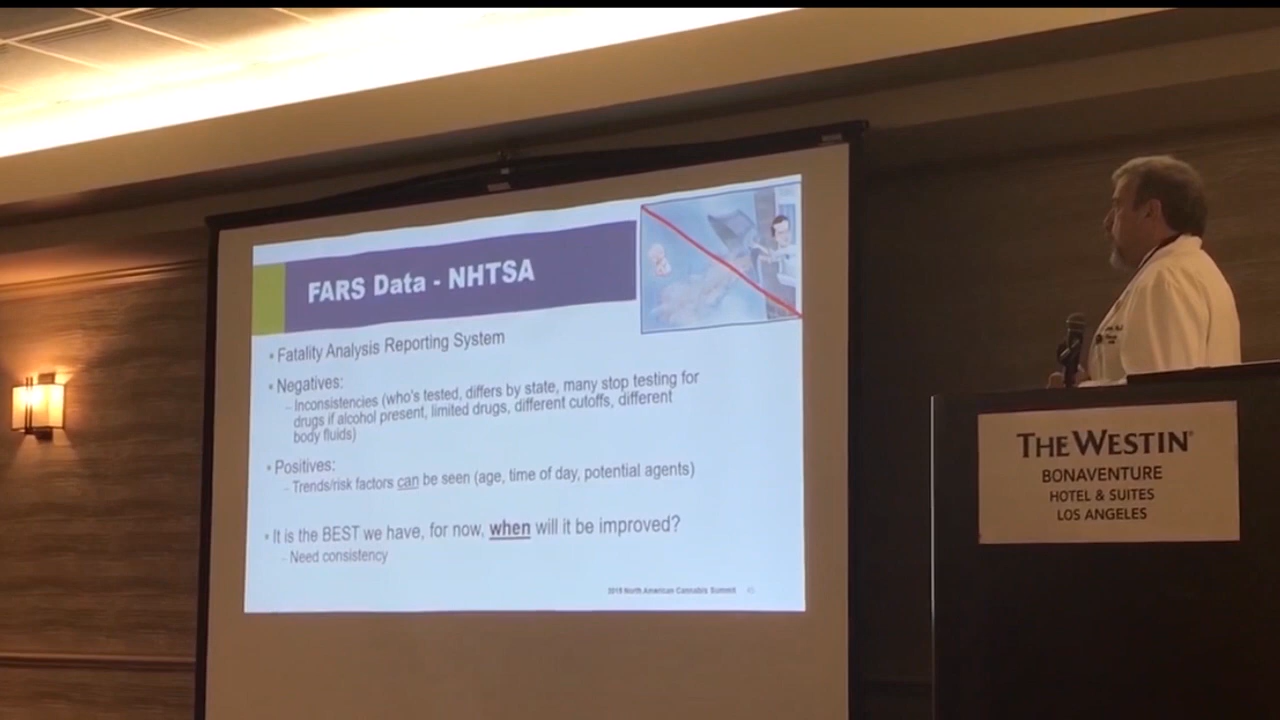 FARS Data - NHTSA
• Fatality Analysis Reporting System
• Negatives:
– Inconsistencies (who's tested, differs by state, many stop testing for
drugs if alcohol present, limited drugs, different cutoffs, different
body fluids)
• Positives:
– Trends/risk factors can be seen (age, time of day, potential agents)
• It is the BEST we have, for now, when will it be improved?
– Need consistency
North American Cannabis Summit
THE WESTIN®
BONAVENTURE
HOTEL & SUITES
LOS ANGELES